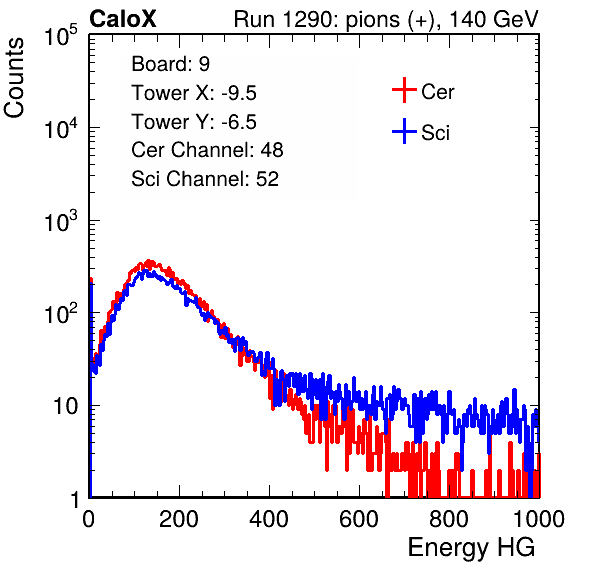 CaloX Run 1290: pions (+), 140 GeV
Counts
Board: 9
Tower X: -9.5
Tower Y: -6.5
Cer Channel: 48
Sci Channel: 52
Cer
Sci
10^5
10^4
10^3
10^2
10
1
0 200 400 600 800 1000
Energy HG